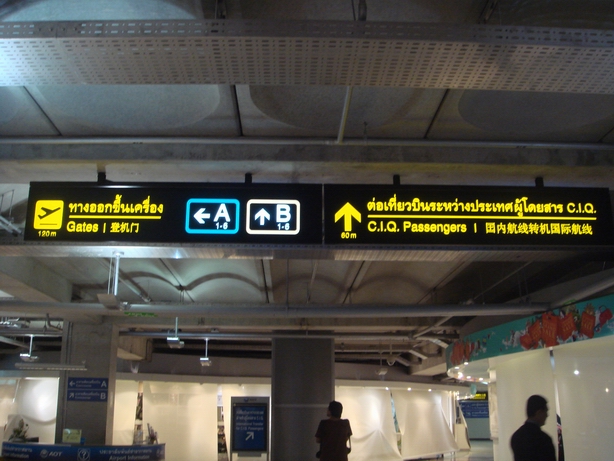 ทางออกขึ้นเครื่อง
Gates | 登机门
120 m
← A
1-6
↑ B
1-6
ต่อเที่ยวบินระหว่างประเทศผู้โดยสาร C.I.Q.
C.I.Q. Passengers | 国内航线转机国际航线
60 m
A
B
AOT
?
Airport Information